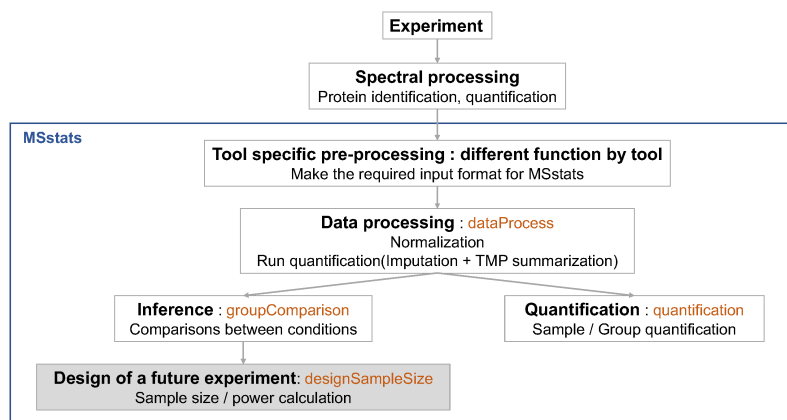 Experiment
Spectral processing
Protein identification, quantification
MSstats
Tool specific pre-processing : different function by tool
Make the required input format for MSstats
Data processing : dataProcess
Normalization
Run quantification(Imputation + TMP summarization)
Inference : groupComparison
Comparisons between conditions
Quantification : quantification
Sample / Group quantification
Design of a future experiment: designSampleSize
Sample size / power calculation